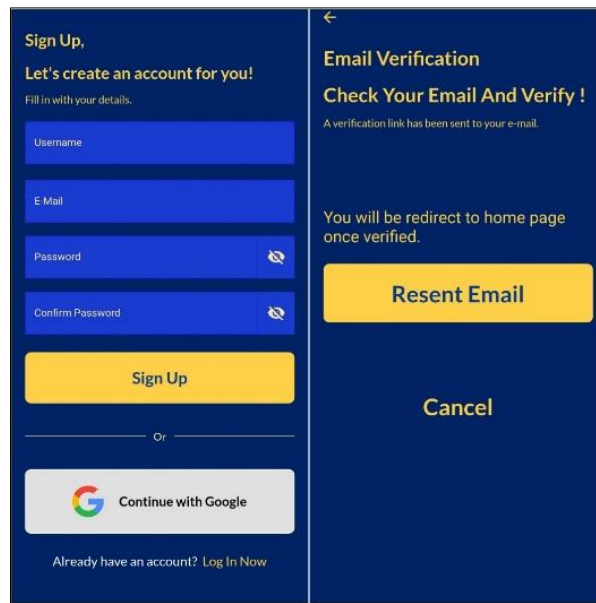 Sign Up,
Let's create an account for you!
Fill in with your details.
Username
E-Mail
Password
Confirm Password
Sign Up
Or
Continue with Google
Already have an account? Log In Now
Email Verification
Check Your Email And Verify !
A verification link has been sent to your e-mail.
You will be redirect to home page
once verified.
Resent Email
Cancel